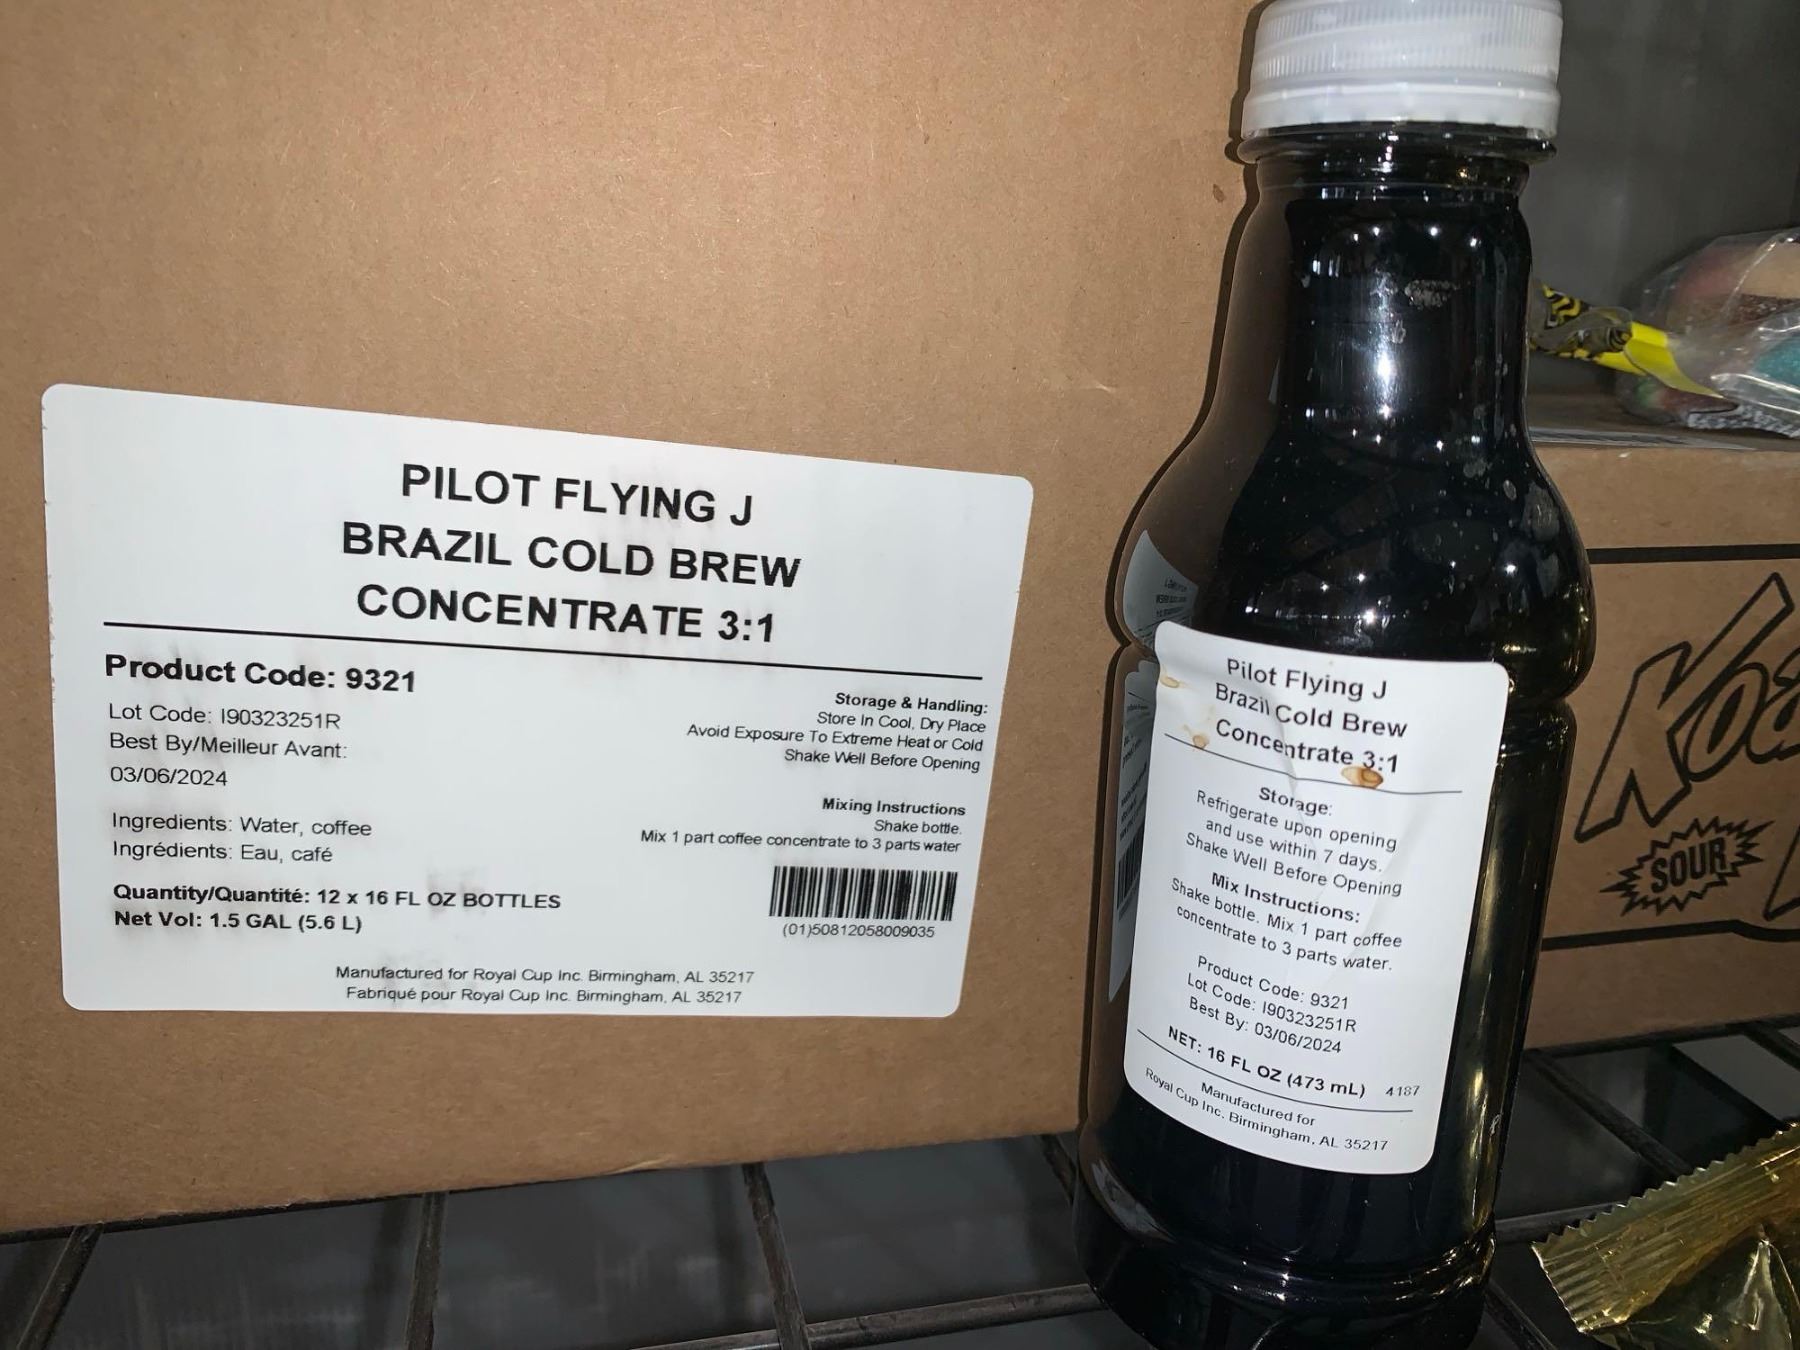 PILOT FLYING J
BRAZIL COLD BREW
CONCENTRATE 3:1
Product Code: 9321
Lot Code: I90323251R
Best By/Meilleur Avant:
03/06/2024
Ingredients: Water, coffee
Ingrédients: Eau, café
Quantity/Quantité: 12 x 16 FL OZ BOTTLES
Net Vol: 1.5 GAL (5.6 L)
Storage & Handling:
Store In Cool, Dry Place
Avoid Exposure To Extreme Heat or Cold
Shake Well Before Opening
Mixing Instructions
Shake bottle.
Mix 1 part coffee concentrate to 3 parts water
(01)50812058009035
Manufactured for Royal Cup Inc. Birmingham, AL 35217
Fabriqué pour Royal Cup Inc. Birmingham, AL 35217
Pilot Flying J
Brazil Cold Brew
Concentrate 3:1
Storage:
Refrigerate upon opening
and use within 7 days.
Shake Well Before Opening
Mix Instructions:
Shake bottle. Mix 1 part coffee
concentrate to 3 parts water.
Product Code: 9321
Lot Code: I90323251R
Best By: 03/06/2024
NET: 16 FL OZ (473 mL) 4187
Manufactured for
Royal Cup Inc. Birmingham, AL 35217
SOUR